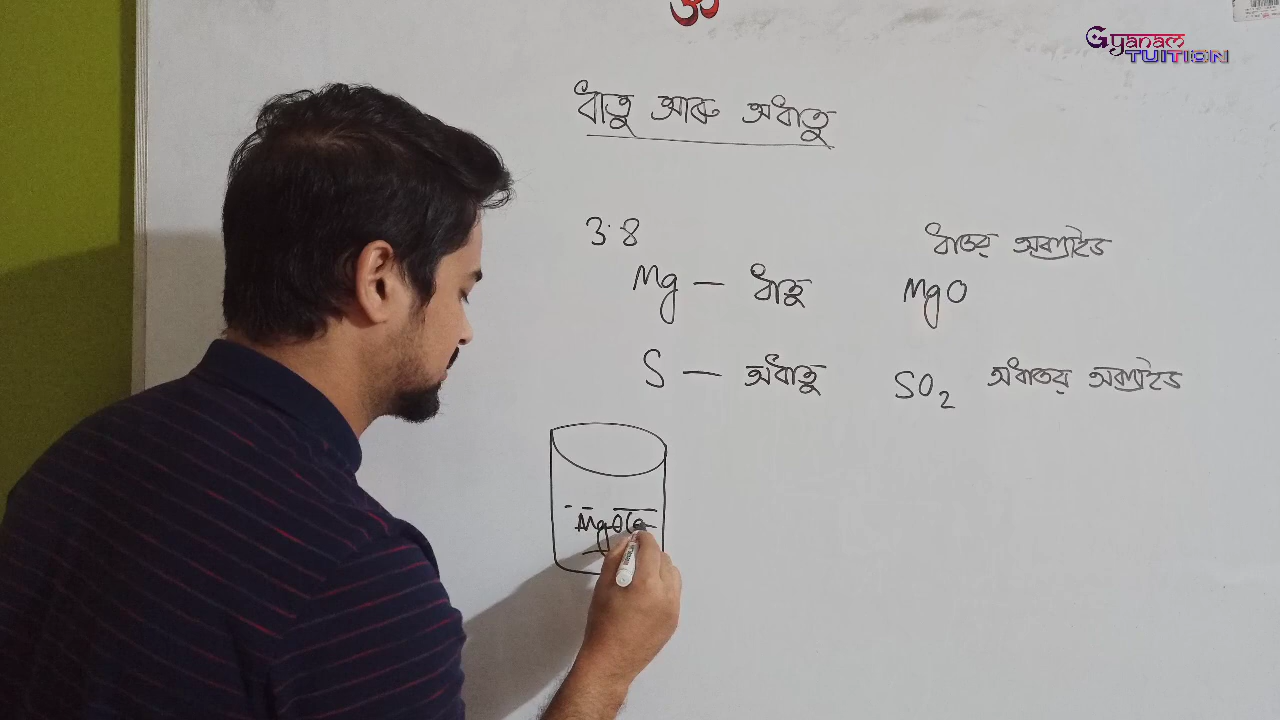 ॐ
Gyanam
TUITION
ধাতু আৰু অধাতু
3.8
ধাতুৰ অক্সাইড
Mg — ধাতু MgO
S — অধাতু SO₂ অধাতুৰ অক্সাইড
MgO